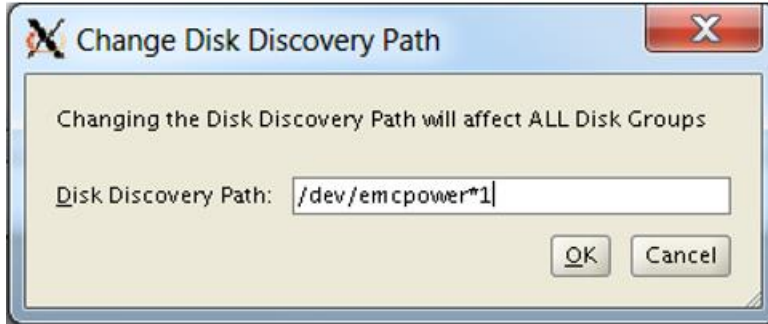 Change Disk Discovery Path
Changing the Disk Discovery Path will affect ALL Disk Groups
Disk Discovery Path: /dev/emcpower*1
OK Cancel